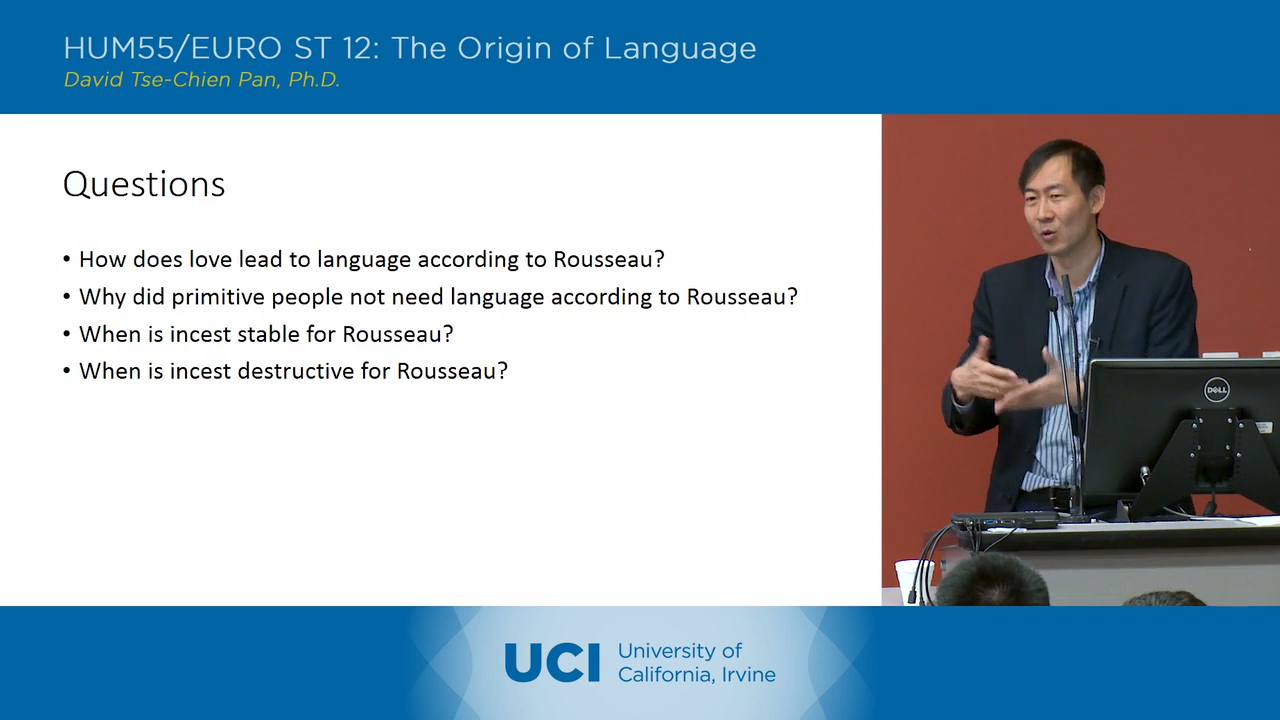 HUM55/EURO ST 12: The Origin of Language
David Tse-Chien Pan, Ph.D.
Questions
• How does love lead to language according to Rousseau?
• Why did primitive people not need language according to Rousseau?
• When is incest stable for Rousseau?
• When is incest destructive for Rousseau?
DELL
UCI
University of
California, Irvine